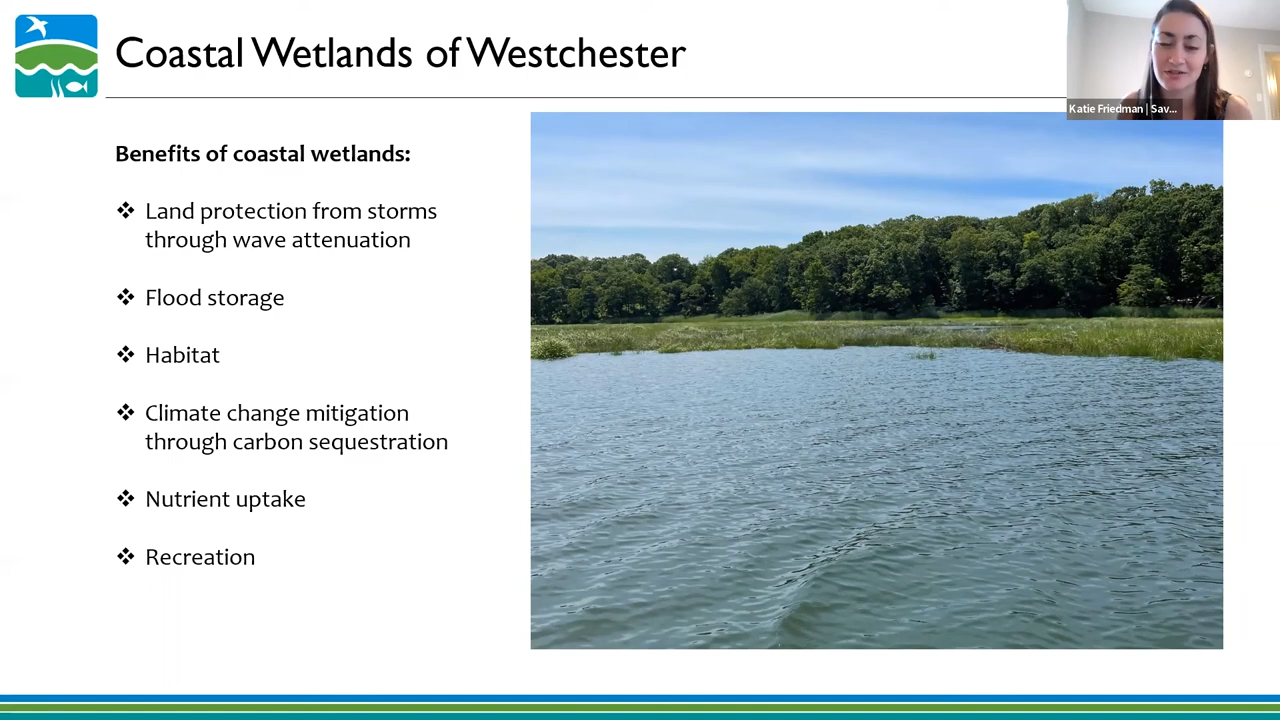 Coastal Wetlands of Westchester
Katie Friedman | Sav...
Benefits of coastal wetlands:
❖ Land protection from storms
through wave attenuation
❖ Flood storage
❖ Habitat
❖ Climate change mitigation
through carbon sequestration
❖ Nutrient uptake
❖ Recreation